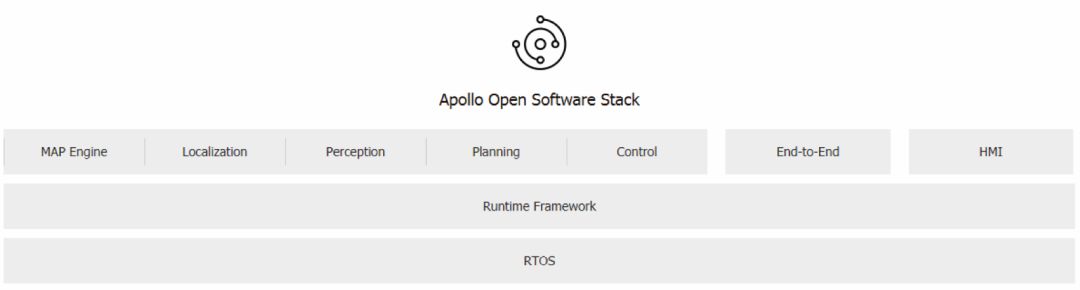 Apollo Open Software Stack
MAP Engine Localization Perception Planning Control End-to-End HMI
Runtime Framework
RTOS